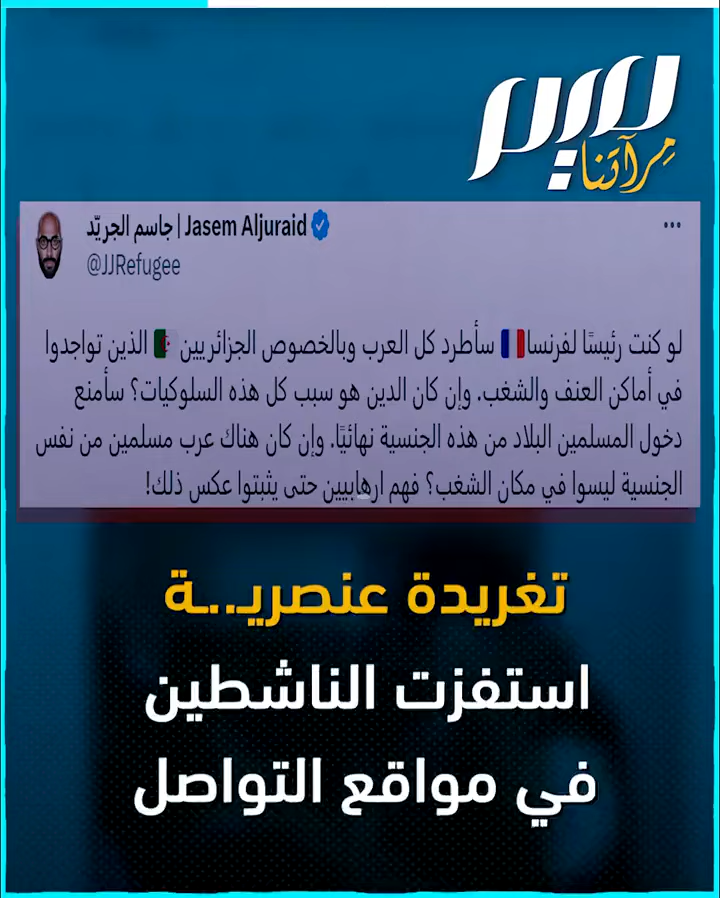 سيم
مرآتنا
جاسم الجريّد | Jasem Aljuraid
@JJRefugee
لو كنت رئيسًا لفرنسا🇫🇷 سأطرد كل العرب وبالخصوص الجزائريين 🇩🇿 الذين تواجدوا
في أماكن العنف والشغب. وإن كان الدين هو سبب كل هذه السلوكيات؟ سأمنع
دخول المسلمين البلاد من هذه الجنسية نهائيًا. وإن كان هناك عرب مسلمين من نفس
الجنسية ليسوا في مكان الشغب؟ فهم ارهابيين حتى يثبتوا عكس ذلك!
تغريدة عنصريـ..ـة
استفزت الناشطين
في مواقع التواصل